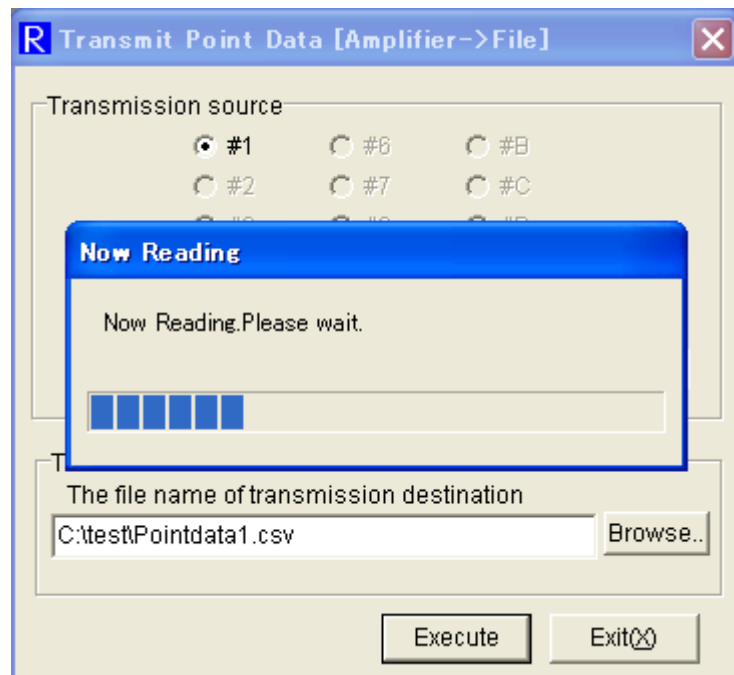 R Transmit Point Data [Amplifier->File]
Transmission source
#1 #6 #B
#2 #7 #C
Now Reading
Now Reading.Please wait.
The file name of transmission destination
C:\test\Pointdata1.csv Browse..
Execute Exit(X)